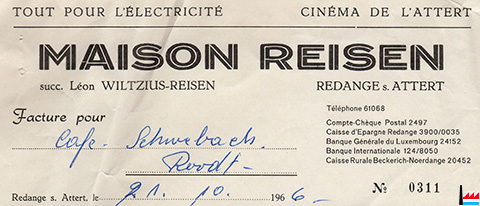 TOUT POUR L'ÉLECTRICITÉ CINÉMA DE L'ATTERT
MAISON REISEN
succ. Léon WILTZIUS-REISEN REDANGE s. ATTERT
Téléphone 61068
Facture pour
Compte-Chèque Postal 2497
Caisse d'Epargne Redange 3900/0035
Banque Générale du Luxembourg 24152
Banque Internationale 124/8050
Caisse Rurale Beckerich-Noerdange 20452
Cafe. Schwebach.
Roodt-
Redange s. Attert, le 21. 10. 1966- No 0311